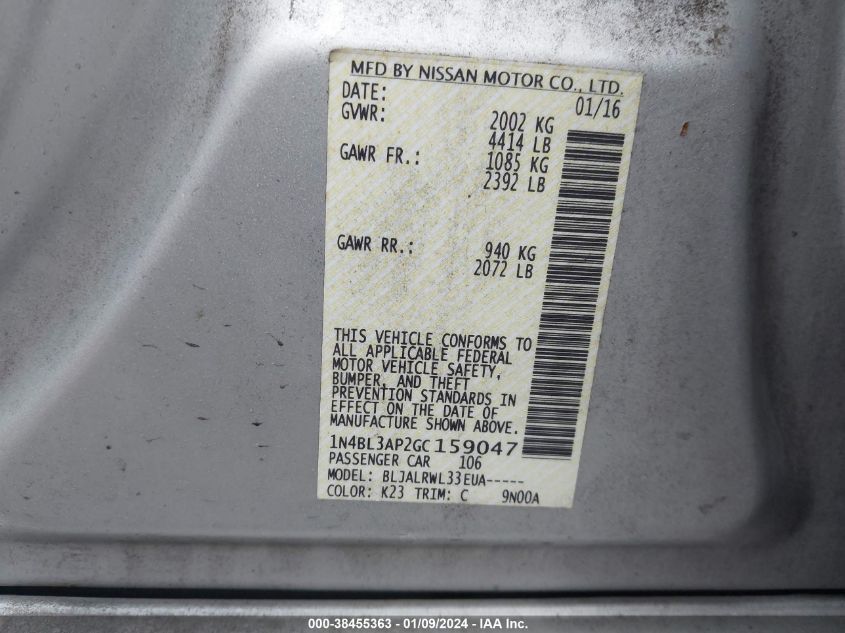 MFD BY NISSAN MOTOR CO., LTD.
DATE: 01/16
GVWR: 2002 KG
4414 LB
GAWR FR.: 1085 KG
2392 LB
GAWR RR.: 940 KG
2072 LB
THIS VEHICLE CONFORMS TO
ALL APPLICABLE FEDERAL
MOTOR VEHICLE SAFETY,
BUMPER, AND THEFT
PREVENTION STANDARDS IN
EFFECT ON THE DATE OF
MANUFACTURE SHOWN ABOVE.
1N4BL3AP2GC159047
PASSENGER CAR 106
MODEL: BLJALRWL33EUA-----
COLOR: K23 TRIM: C 9N00A
000-38455363 - 01/09/2024 - IAA Inc.